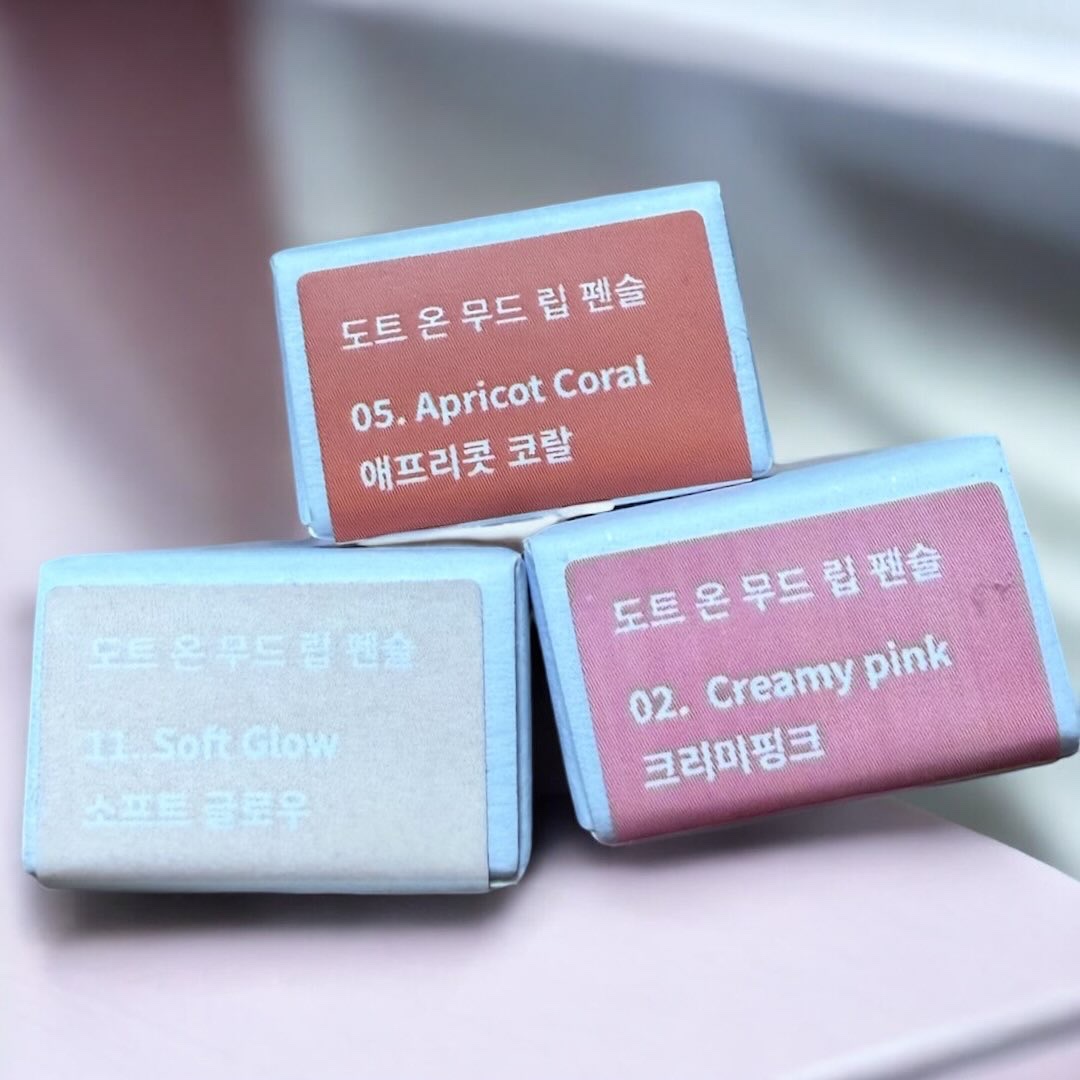 도트 온 무드 립 펜슬
05. Apricot Coral
애프리콧 코랄
도트 온 무드 립 펜슬
11. Soft Glow
소프트 글로우
도트 온 무드 립 펜슬
02. Creamy pink
크리미핑크